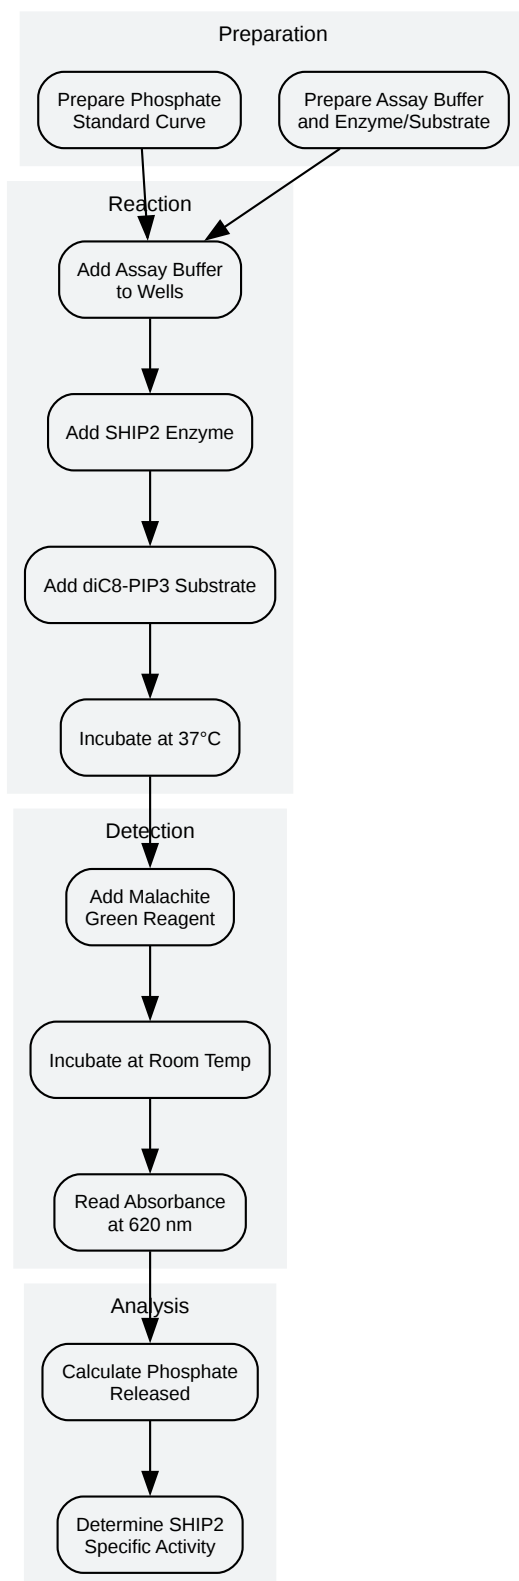 Preparation
Prepare Phosphate
Standard Curve
Prepare Assay Buffer
and Enzyme/Substrate
Reaction
Add Assay Buffer
to Wells
Add SHIP2 Enzyme
Add diC8-PIP3 Substrate
Incubate at 37°C
Detection
Add Malachite
Green Reagent
Incubate at Room Temp
Read Absorbance
at 620 nm
Analysis
Calculate Phosphate
Released
Determine SHIP2
Specific Activity